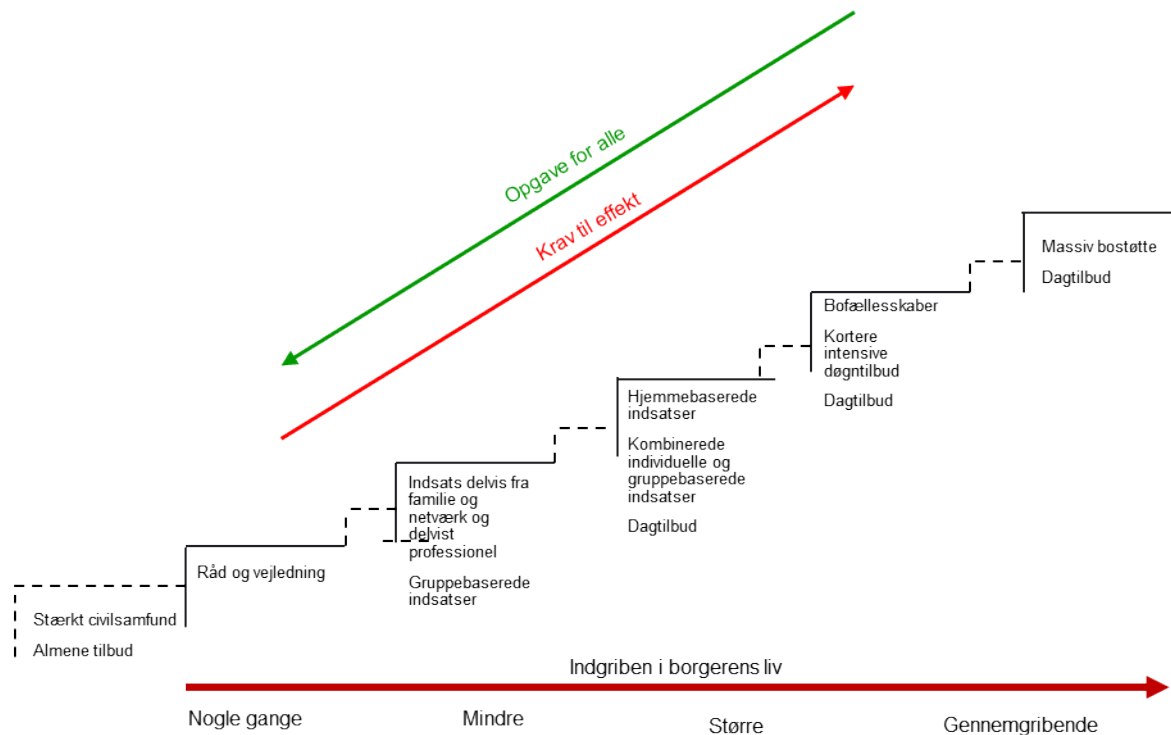 Opgave for alle
Krav til effekt
Massiv bostøtte
Dagtilbud
Bofællesskaber
Kortere
intensive
døgntilbud
Dagtilbud
Hjemmebaserede
indsatser
Kombinerede
individuelle og
gruppebaserede
indsatser
Dagtilbud
Indsats delvis fra
familie og
netværk og
delvist
professionel
Gruppebaserede
indsatser
Råd og vejledning
Stærkt civilsamfund
Almene tilbud
Indgriben i borgerens liv
Nogle gange
Mindre
Større
Gennemgribende